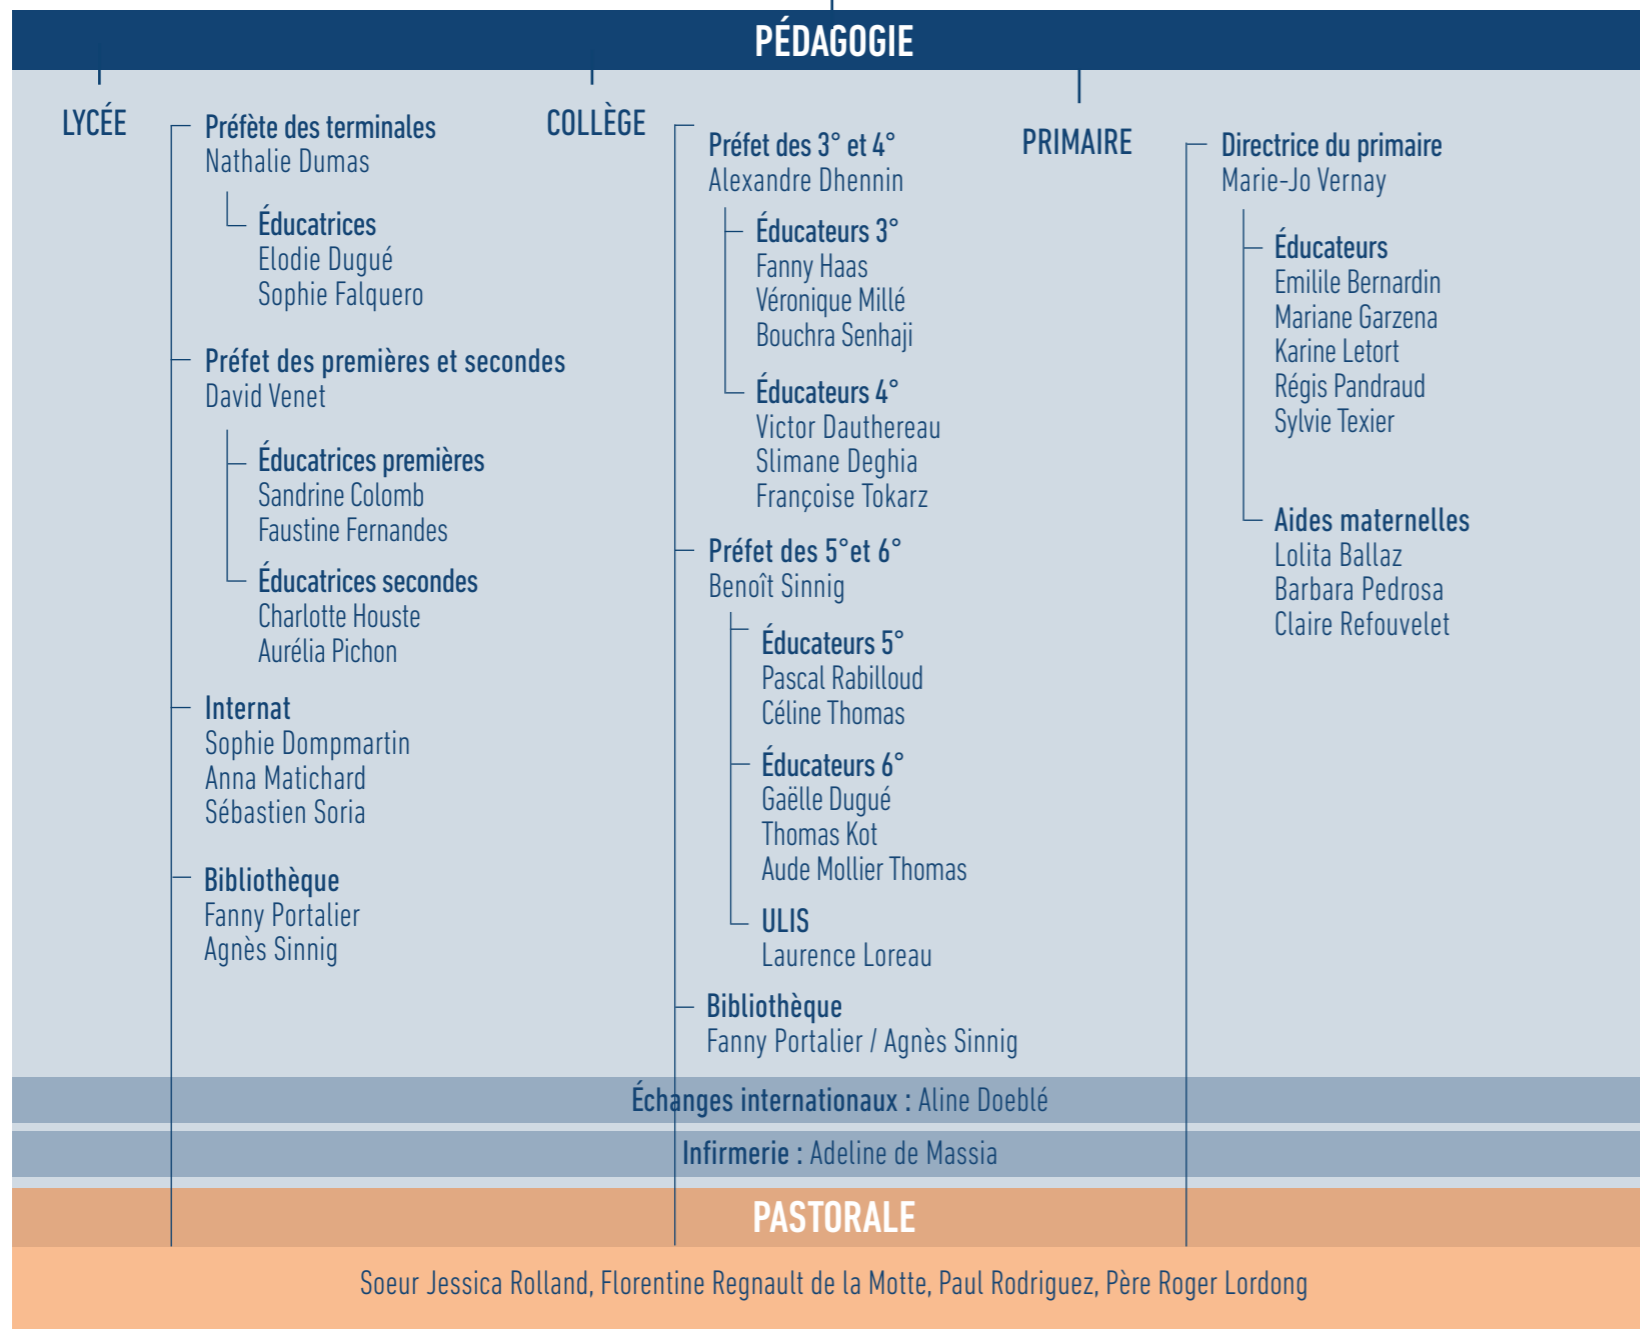 PÉDAGOGIE
LYCÉE
Préfète des terminales
Nathalie Dumas
Éducatrices
Elodie Dugué
Sophie Falquero
Préfet des premières et secondes
David Venet
Éducatrices premières
Sandrine Colomb
Faustine Fernandes
Éducatrices secondes
Charlotte Houste
Aurélia Pichon
Internat
Sophie Dompmartin
Anna Matichard
Sébastien Soria
Bibliothèque
Fanny Portalier
Agnès Sinnig
COLLÈGE
Préfet des 3° et 4°
Alexandre Dhennin
Éducateurs 3°
Fanny Haas
Véronique Millé
Bouchra Senhaji
Éducateurs 4°
Victor Dauthereau
Slimane Deghia
Françoise Tokarz
Préfet des 5°et 6°
Benoît Sinnig
Éducateurs 5°
Pascal Rabilloud
Céline Thomas
Éducateurs 6°
Gaëlle Dugué
Thomas Kot
Aude Mollier Thomas
ULIS
Laurence Loreau
Bibliothèque
Fanny Portalier / Agnès Sinnig
PRIMAIRE
Directrice du primaire
Marie-Jo Vernay
Éducateurs
Emilile Bernardin
Mariane Garzena
Karine Letort
Régis Pandraud
Sylvie Texier
Aides maternelles
Lolita Ballaz
Barbara Pedrosa
Claire Refouvelet
Échanges internationaux : Aline Doeblé
Infirmerie : Adeline de Massia
PASTORALE
Soeur Jessica Rolland, Florentine Regnault de la Motte, Paul Rodriguez, Père Roger Lordong